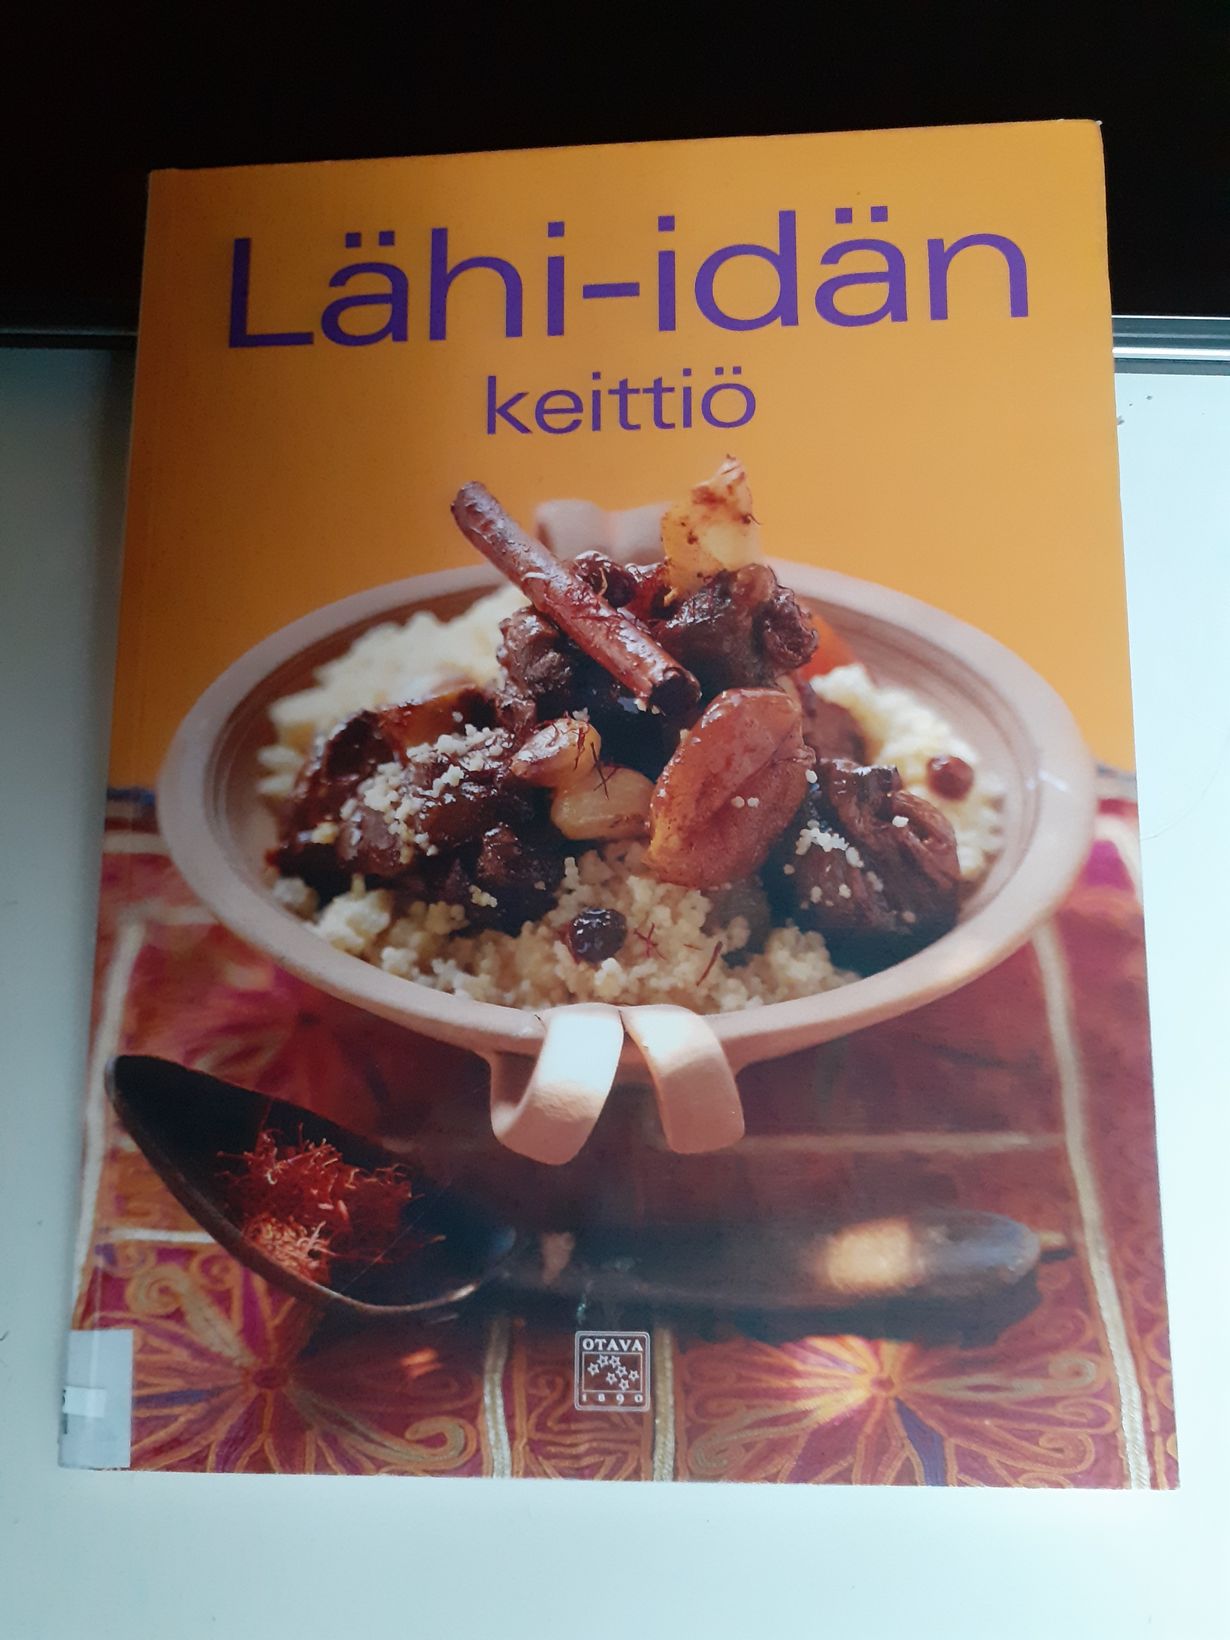 Lähi-idän
keittiö
OTAVA
1890